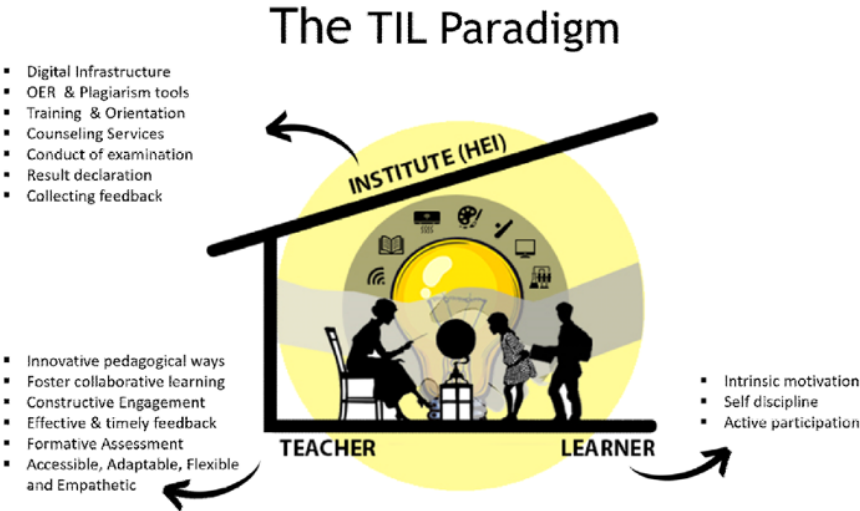 The TIL Paradigm
▪ Digital Infrastructure
▪ OER & Plagiarism tools
▪ Training & Orientation
▪ Counseling Services
▪ Conduct of examination
▪ Result declaration
▪ Collecting feedback
INSTITUTE (HEI)
▪ Innovative pedagogical ways
▪ Foster collaborative learning
▪ Constructive Engagement
▪ Effective & timely feedback
▪ Formative Assessment
▪ Accessible, Adaptable, Flexible
and Empathetic
TEACHER
LEARNER
▪ Intrinsic motivation
▪ Self discipline
▪ Active participation